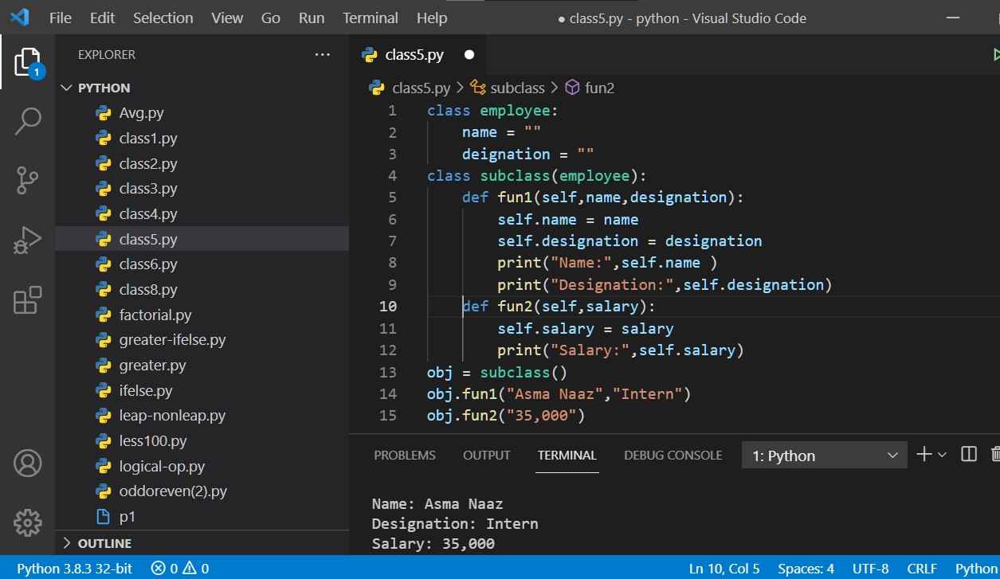 File Edit Selection View Go Run Terminal Help ● class5.py - python - Visual Studio Code
EXPLORER ...
1
PYTHON
Avg.py
class1.py
class2.py
class3.py
class4.py
class5.py
class6.py
class8.py
factorial.py
greater-ifelse.py
greater.py
ifelse.py
leap-nonleap.py
less100.py
logical-op.py
oddoreven(2).py
p1
OUTLINE
class5.py ●
class5.py > subclass > fun2
1 class employee:
2     name = ""
3     deignation = ""
4 class subclass(employee):
5     def fun1(self,name,designation):
6         self.name = name
7         self.designation = designation
8         print("Name:",self.name )
9         print("Designation:",self.designation)
10     def fun2(self,salary):
11         self.salary = salary
12         print("Salary:",self.salary)
13 obj = subclass()
14 obj.fun1("Asma Naaz","Intern")
15 obj.fun2("35,000")
PROBLEMS OUTPUT TERMINAL DEBUG CONSOLE 1: Python
Name: Asma Naaz
Designation: Intern
Salary: 35,000
Python 3.8.3 32-bit 0 0 Ln 10, Col 5 Spaces: 4 UTF-8 CRLF Python